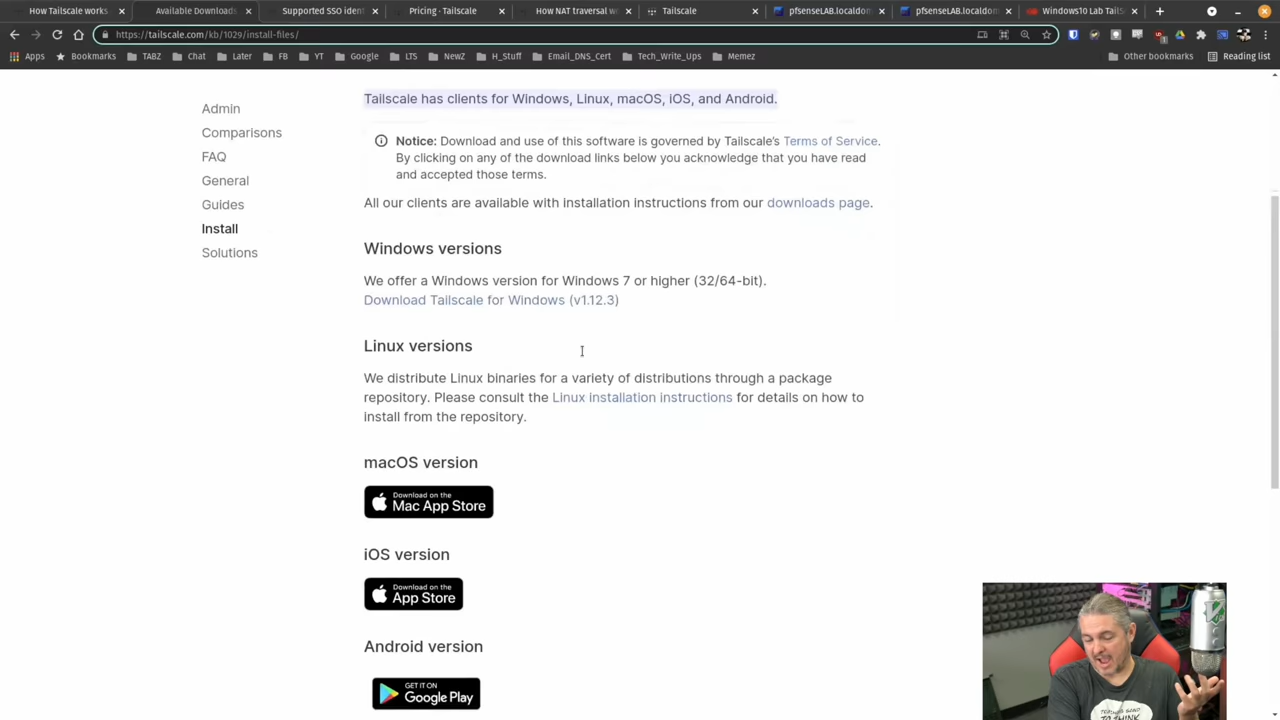 How Tailscale works
Available Downloads
Supported SSO ident
Pricing · Tailscale
How NAT traversal w
Tailscale
pfsenseLAB.localdom
pfsenseLAB.localdom
Windows10 Lab TailS
https://tailscale.com/kb/1029/install-files/
Apps
Bookmarks
TABZ
Chat
Later
FB
YT
Google
LTS
NewZ
H_Stuff
Email_DNS_Cert
Tech_Write_Ups
Memez
Other bookmarks
Reading list
Admin
Comparisons
FAQ
General
Guides
Install
Solutions
Tailscale has clients for Windows, Linux, macOS, iOS, and Android.
Notice: Download and use of this software is governed by Tailscale's Terms of Service.
By clicking on any of the download links below you acknowledge that you have read
and accepted those terms.
All our clients are available with installation instructions from our downloads page.
Windows versions
We offer a Windows version for Windows 7 or higher (32/64-bit).
Download Tailscale for Windows (v1.12.3)
Linux versions
We distribute Linux binaries for a variety of distributions through a package
repository. Please consult the Linux installation instructions for details on how to
install from the repository.
macOS version
Download on the
Mac App Store
iOS version
Download on the
App Store
Android version
GET IT ON
Google Play
TO THINK